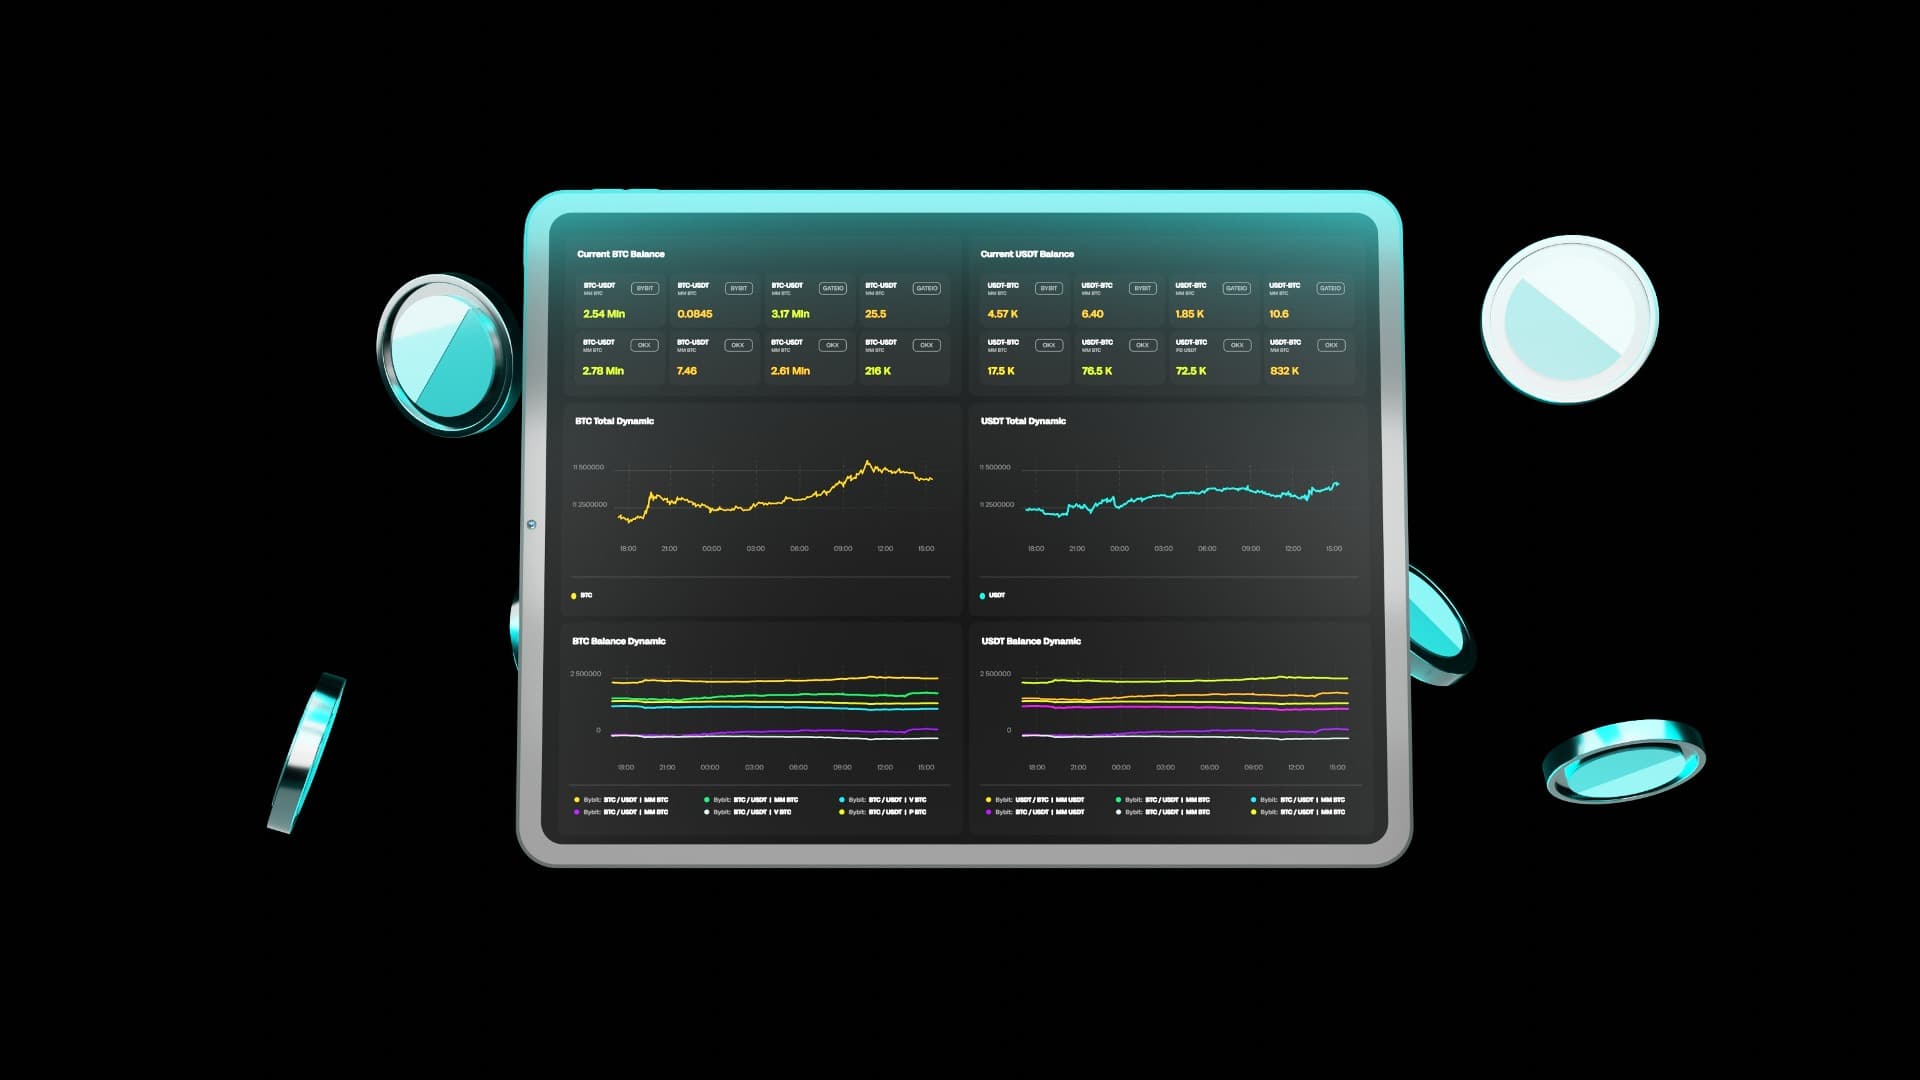 Current BTC Balance
BTC-USDT BYBIT BTC-USDT BYBIT BTC-USDT GATEIO BTC-USDT GATEIO
MM BTC MM BTC MM BTC MM BTC
2.54 Mln 0.0845 3.17 Mln 25.5
BTC-USDT OKX BTC-USDT OKX BTC-USDT OKX BTC-USDT OKX
MM BTC MM BTC MM BTC MM BTC
2.78 Mln 7.46 2.61 Mln 216 K
Current USDT Balance
USDT-BTC BYBIT USDT-BTC BYBIT USDT-BTC GATEIO USDT-BTC GATEIO
MM BTC MM BTC MM BTC MM BTC
4.57 K 6.40 1.85 K 10.6
USDT-BTC OKX USDT-BTC OKX USDT-BTC OKX USDT-BTC OKX
MM BTC MM BTC PD USDT MM BTC
17.5 K 76.5 K 72.5 K 832 K
BTC Total Dynamic
11 500000
11 2500000
18:00 21:00 00:00 03:00 06:00 09:00 12:00 15:00
BTC
USDT Total Dynamic
11 500000
11 2500000
18:00 21:00 00:00 03:00 06:00 09:00 12:00 15:00
USDT
BTC Balance Dynamic
2 500000
0
18:00 21:00 00:00 03:00 06:00 09:00 12:00 15:00
Bybit: BTC / USDT | MM BTC Bybit: BTC / USDT | MM BTC Bybit: BTC / USDT | V BTC
Bybit: BTC / USDT | MM BTC Bybit: BTC / USDT | V BTC Bybit: BTC / USDT | P BTC
USDT Balance Dynamic
2 500000
0
18:00 21:00 00:00 03:00 06:00 09:00 12:00 15:00
Bybit: USDT / BTC | MM USDT Bybit: BTC / USDT | MM BTC Bybit: BTC / USDT | MM BTC
Bybit: BTC / USDT | MM USDT Bybit: BTC / USDT | MM BTC Bybit: BTC / USDT | MM BTC